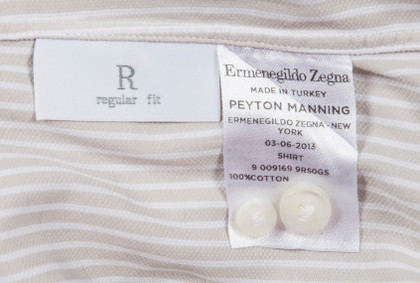 R
regular fit
Ermenegildo Zegna
MADE IN TURKEY
PEYTON MANNING
ERMENEGILDO ZEGNA-NEW
YORK
03-06-2013
SHIRT
9 009169 9R50GS
100%COTTON